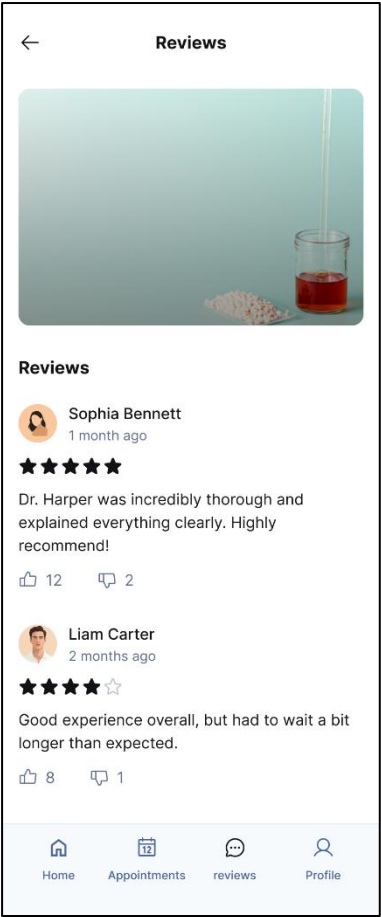 Reviews
Reviews
Sophia Bennett
1 month ago
Dr. Harper was incredibly thorough and
explained everything clearly. Highly
recommend!
12 2
Liam Carter
2 months ago
Good experience overall, but had to wait a bit
longer than expected.
8 1
12
Home Appointments reviews Profile